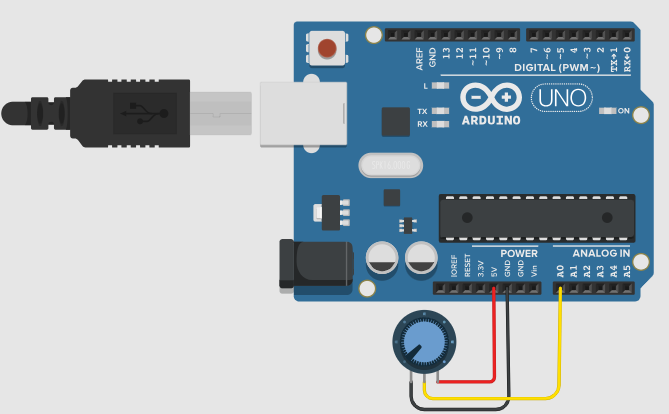 AREF
GND
13
12
~11
~10
~9
8
7
~6
~5
4
~3
2
TX→1
RX←0
DIGITAL (PWM~)
L
TX
RX
ARDUINO
UNO
ON
POWER
ANALOG IN
IOREF
RESET
3.3V
5V
GND
GND
Vin
A0
A1
A2
A3
A4
A5